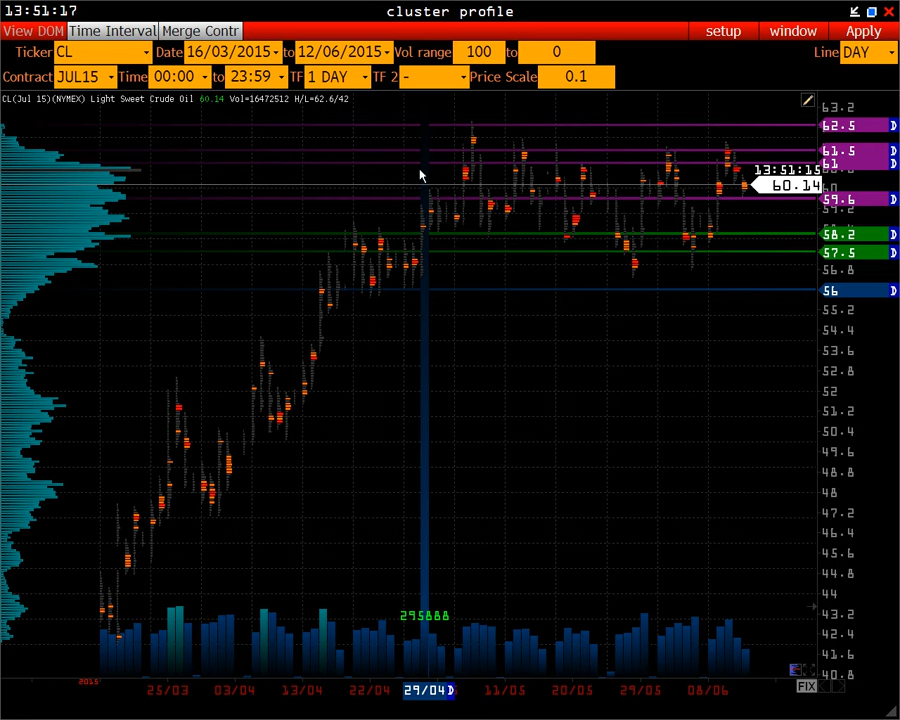 13:51:17 cluster profile
View DOM Time Interval Merge Contr setup window Apply
Ticker CL Date 16/03/2015 to 12/06/2015 Vol range 100 to 0 Line DAY
Contract JUL15 Time 00:00 to 23:59 TF 1 DAY TF 2 - Price Scale 0.1
CL(Jul 15)(NYMEX) Light Sweet Crude Oil 60.14 Vol=16472512 H/L=62.6/42
63.2
62.5 D
61.5 D
61 D
13:51:15
60.14
59.6 D
59.2
58.2 D
57.5 D
56.8
56 D
55.2
54.4
53.6
52.8
52
51.2
50.4
49.6
48.8
48
47.2
46.4
45.6
44.8
44
43.2
295888
42.4
41.6
40.8
2015
25/03 03/04 13/04 22/04 29/04 D 11/05 20/05 29/05 08/06 FIX